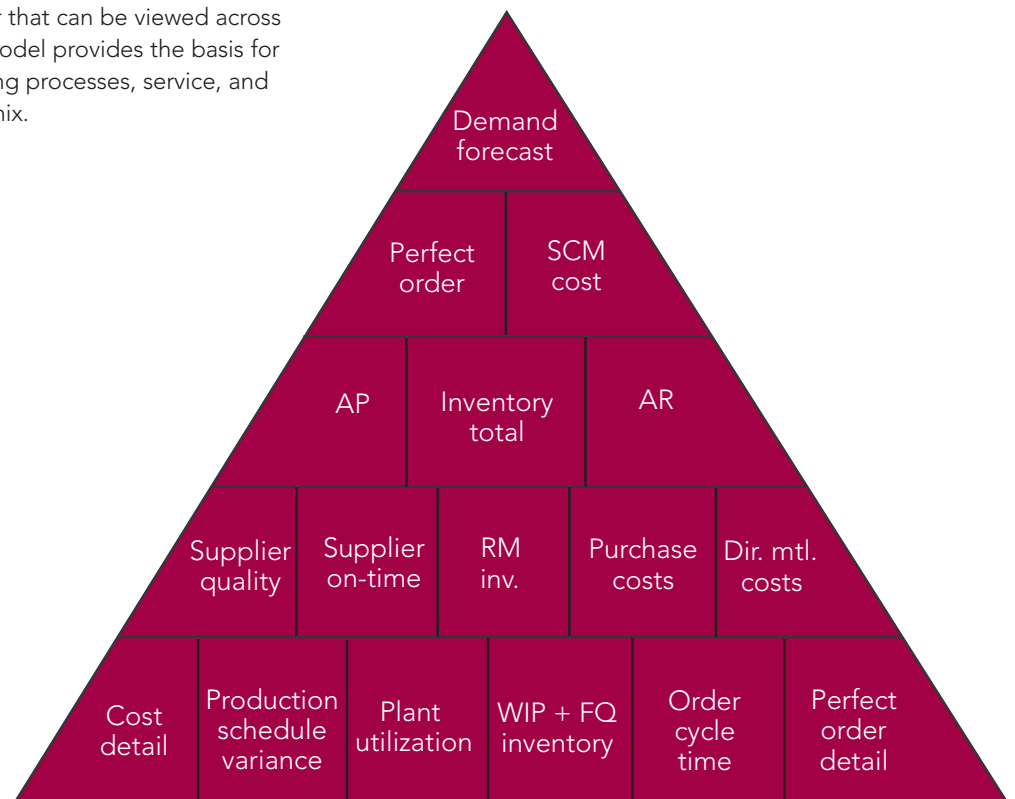 that can be viewed across
odel provides the basis for
ng processes, service, and
nix.
Demand
forecast
Perfect
order
SCM
cost
AP
Inventory
total
AR
Supplier
quality
Supplier
on-time
RM
inv.
Purchase
costs
Dir. mtl.
costs
Cost
detail
Production
schedule
variance
Plant
utilization
WIP + FQ
inventory
Order
cycle
time
Perfect
order
detail